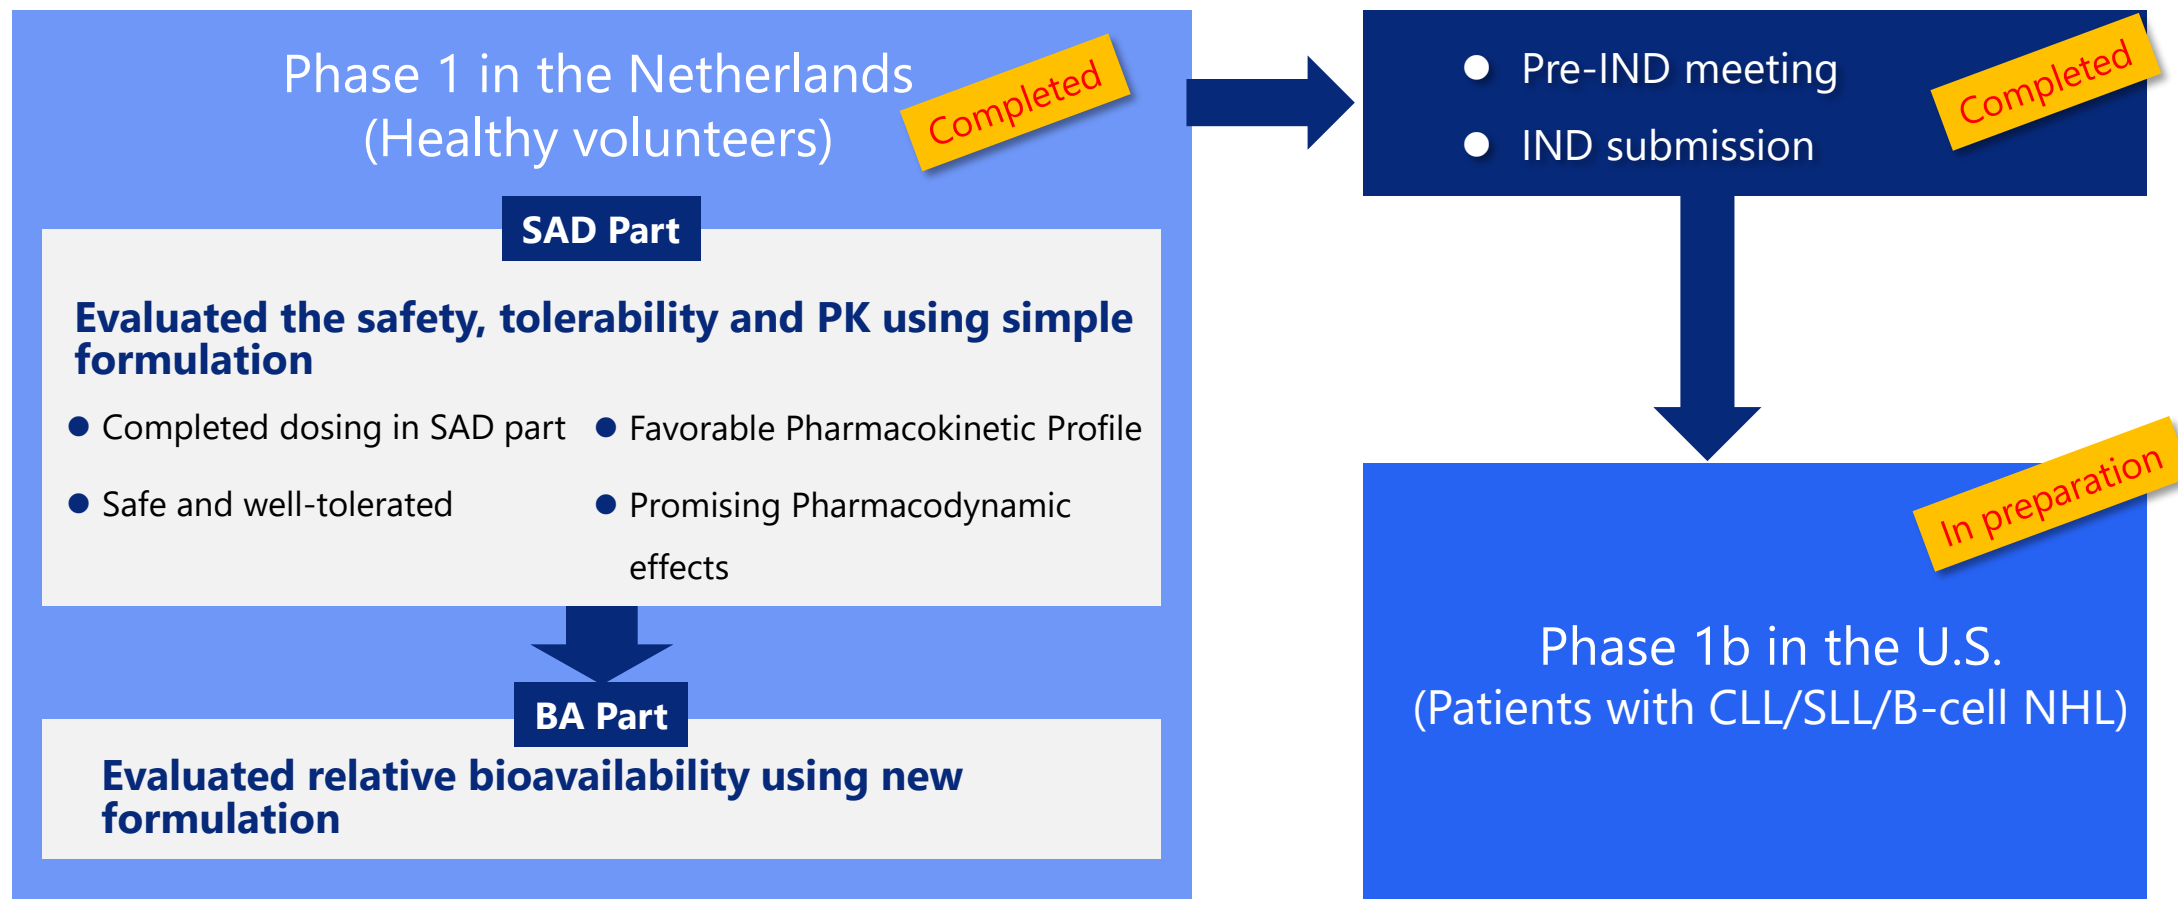 Phase 1 in the Netherlands
(Healthy volunteers)
Completed
SAD Part
Evaluated the safety, tolerability and PK using simple
formulation
● Completed dosing in SAD part
● Safe and well-tolerated
● Favorable Pharmacokinetic Profile
● Promising Pharmacodynamic
effects
BA Part
Evaluated relative bioavailability using new
formulation
● Pre-IND meeting
● IND submission
Completed
In preparation
Phase 1b in the U.S.
(Patients with CLL/SLL/B-cell NHL)